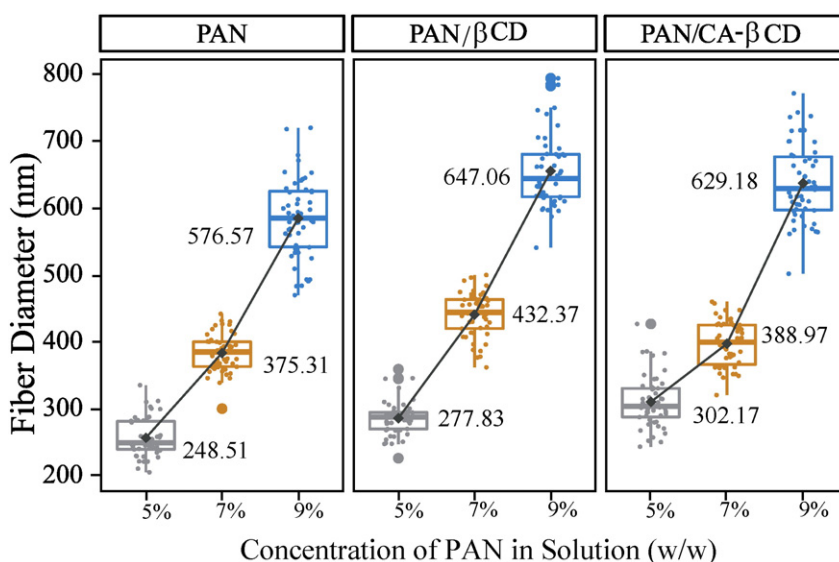 PAN
PAN/βCD
PAN/CA-βCD
Fiber Diameter (nm)
800
700
600
500
400
300
200
576.57
375.31
248.51
647.06
432.37
277.83
629.18
388.97
302.17
5% 7% 9%
5% 7% 9%
5% 7% 9%
Concentration of PAN in Solution (w/w)